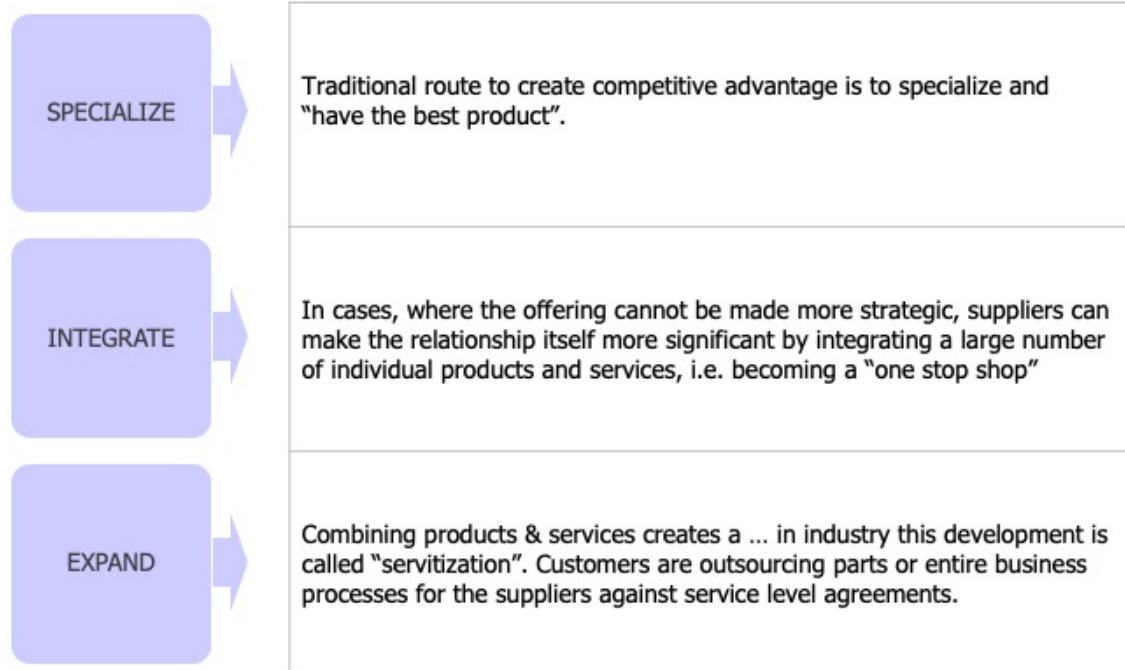 SPECIALIZE
Traditional route to create competitive advantage is to specialize and
“have the best product”.
INTEGRATE
In cases, where the offering cannot be made more strategic, suppliers can
make the relationship itself more significant by integrating a large number
of individual products and services, i.e. becoming a “one stop shop”
EXPAND
Combining products & services creates a ... in industry this development is
called “servitization”. Customers are outsourcing parts or entire business
processes for the suppliers against service level agreements.